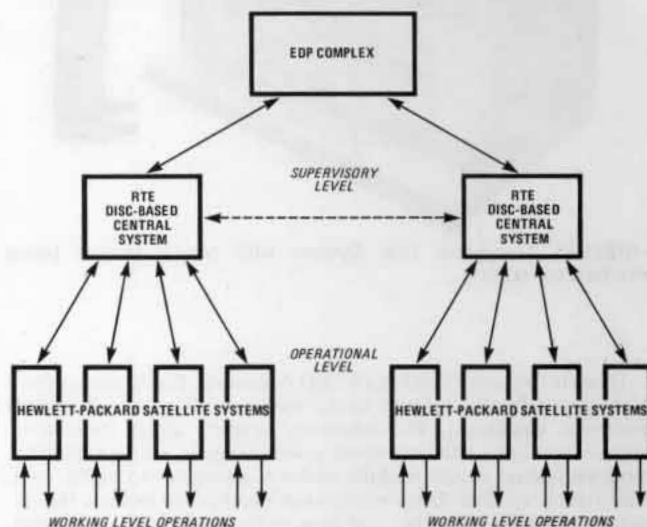 EDP COMPLEX
SUPERVISORY
LEVEL
RTE
DISC-BASED
CENTRAL
SYSTEM
RTE
DISC-BASED
CENTRAL
SYSTEM
OPERATIONAL
LEVEL
HEWLETT-PACKARD SATELLITE SYSTEMS
HEWLETT-PACKARD SATELLITE SYSTEMS
WORKING LEVEL OPERATIONS
WORKING LEVEL OPERATIONS